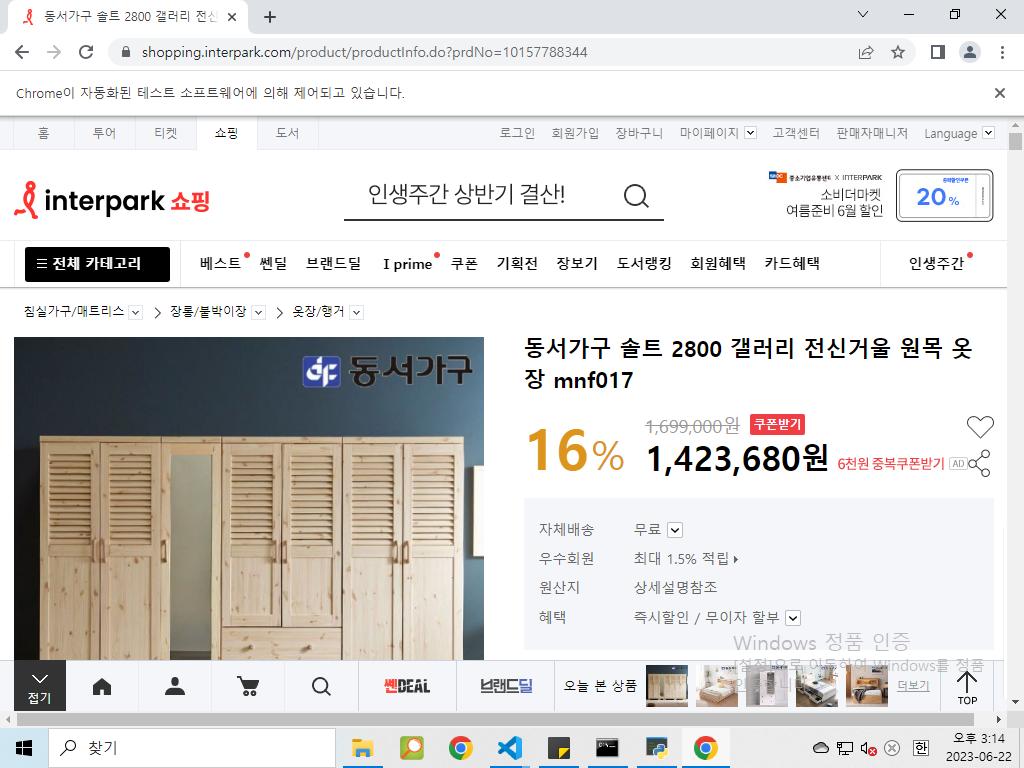 동서가구 솔트 2800 갤러리 전신
shopping.interpark.com/product/productInfo.do?prdNo=10157788344
Chrome이 자동화된 테스트 소프트웨어에 의해 제어되고 있습니다.
홈 투어 티켓 쇼핑 도서 로그인 회원가입 장바구니 마이페이지 고객센터 판매자매니저 Language
interpark 쇼핑
인생주간 상반기 결산!
중소기업유통센터 X INTERPARK
소비더마켓
여름준비 6월 할인
20%
전체 카테고리 베스트 쎈딜 브랜드딜 I prime 쿠폰 기획전 장보기 도서랭킹 회원혜택 카드혜택 인생주간
침실가구/매트리스 장롱/붙박이장 옷장/행거
동서가구
동서가구 솔트 2800 갤러리 전신거울 원목 옷
장 mnf017
16%
1,699,000원 쿠폰받기
1,423,680원 6천원 중복쿠폰받기 AD
자체배송 무료
우수회원 최대 1.5% 적립
원산지 상세설명참조
혜택 즉시할인 / 무이자 할부
Windows 정품 인증
[설정]으로 이동하여 Windows를 정품
접기 쎈DEAL 브랜드딜 오늘 본 상품 더보기 TOP
찾기
한
오후 3:14
2023-06-22